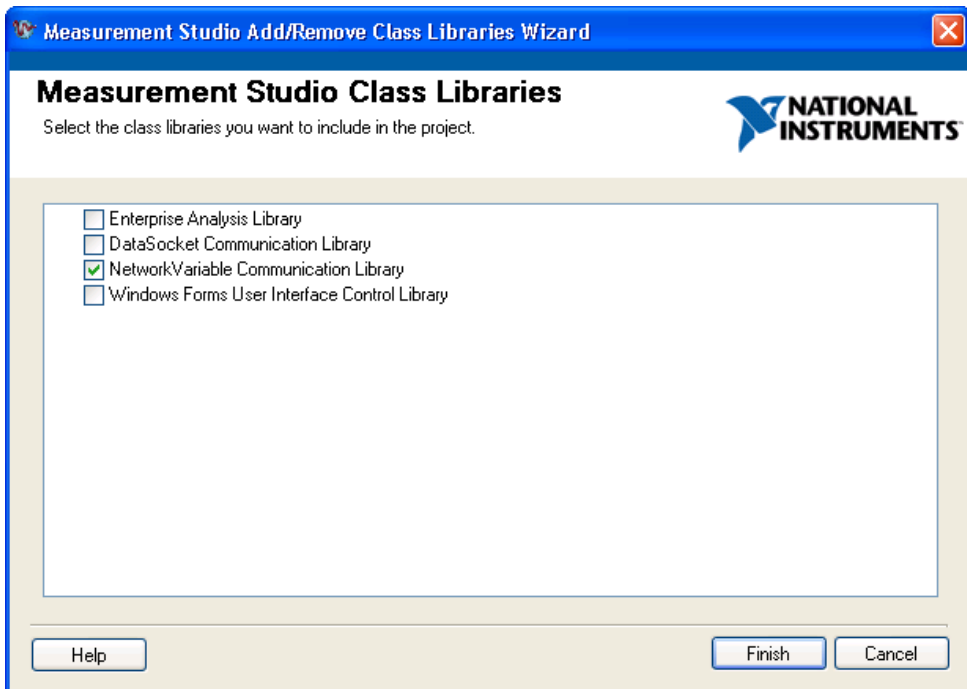 Measurement Studio Add/Remove Class Libraries Wizard
Measurement Studio Class Libraries
Select the class libraries you want to include in the project.
NATIONAL
INSTRUMENTS
Enterprise Analysis Library
DataSocket Communication Library
NetworkVariable Communication Library
Windows Forms User Interface Control Library
Help
Finish
Cancel